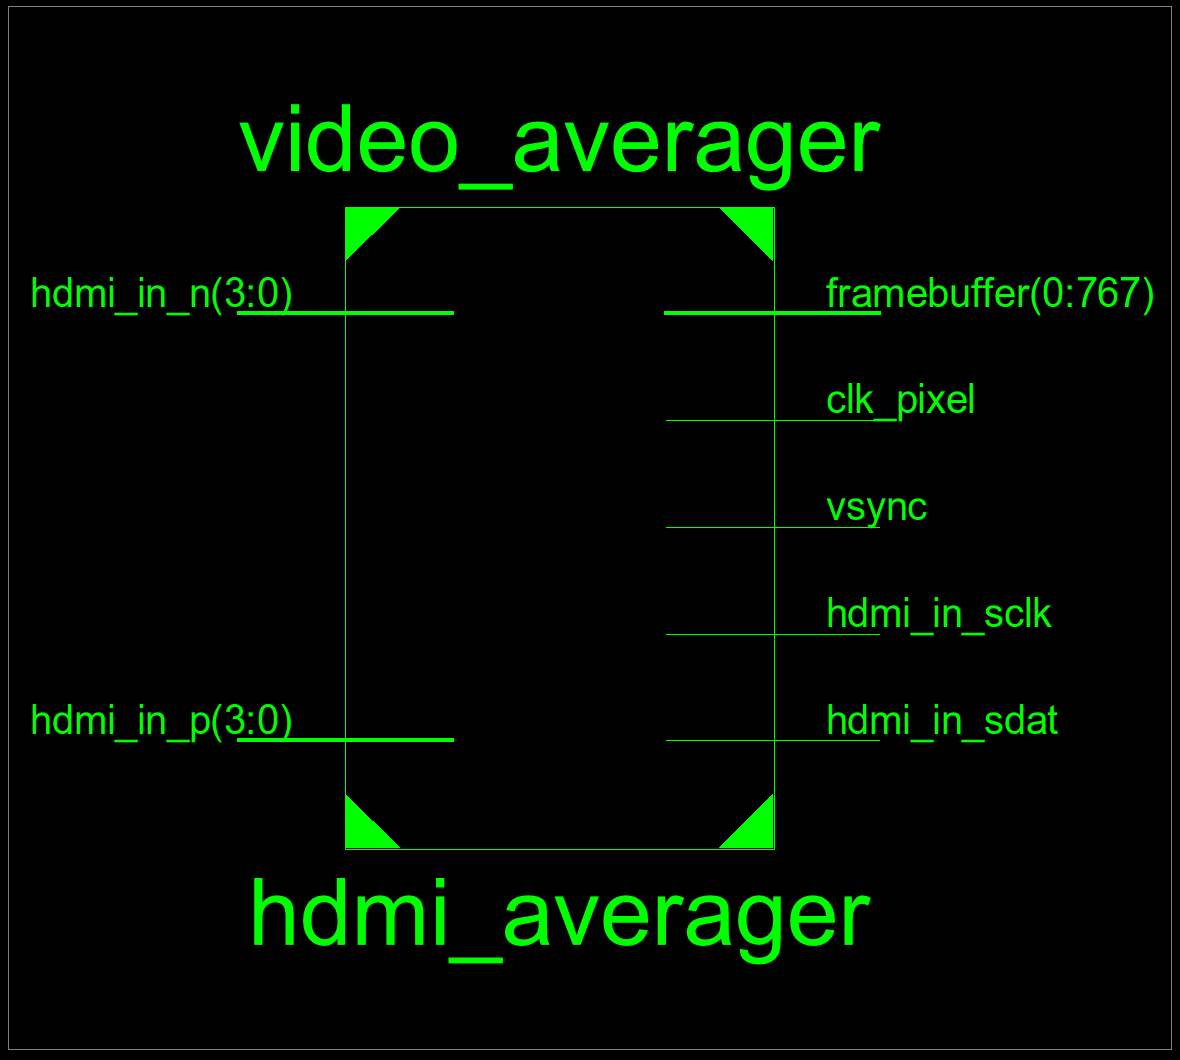 video_averager
hdmi_in_n(3:0)
framebuffer(0:767)
clk_pixel
vsync
hdmi_in_sclk
hdmi_in_p(3:0)
hdmi_in_sdat
hdmi_averager